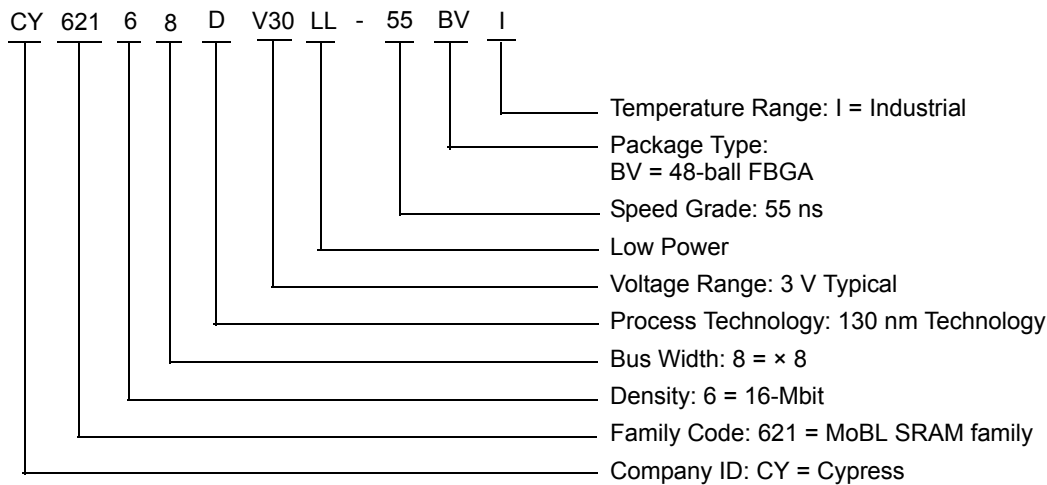 CY 621 6 8 D V30 LL - 55 BV I
Temperature Range: I = Industrial
Package Type:
BV = 48-ball FBGA
Speed Grade: 55 ns
Low Power
Voltage Range: 3 V Typical
Process Technology: 130 nm Technology
Bus Width: 8 = × 8
Density: 6 = 16-Mbit
Family Code: 621 = MoBL SRAM family
Company ID: CY = Cypress